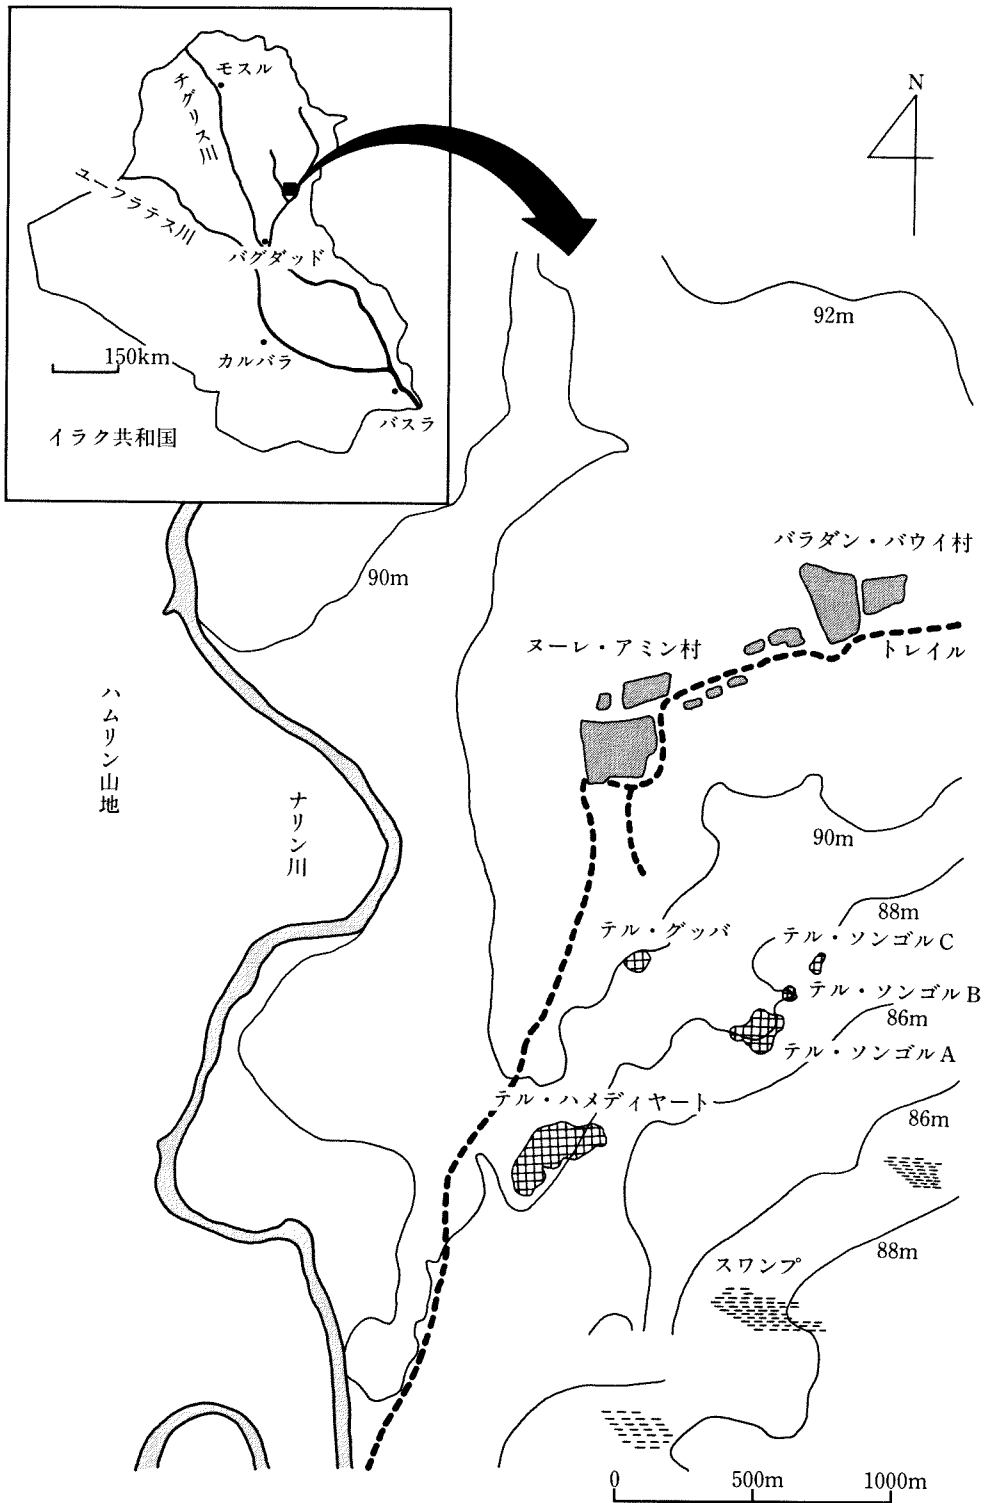 モスル
チグリス川
ユーフラテス川
バグダッド
150km
カルバラ
バスラ
イラク共和国
N
92m
90m
バラダン・バウイ村
ヌーレ・アミン村
トレイル
ハムリン山地
ナリン川
90m
88m
テル・グッバ
テル・ソンゴルC
テル・ソンゴルB
86m
テル・ソンゴルA
テル・ハメディヤート
86m
88m
スワンプ
0 500m 1000m